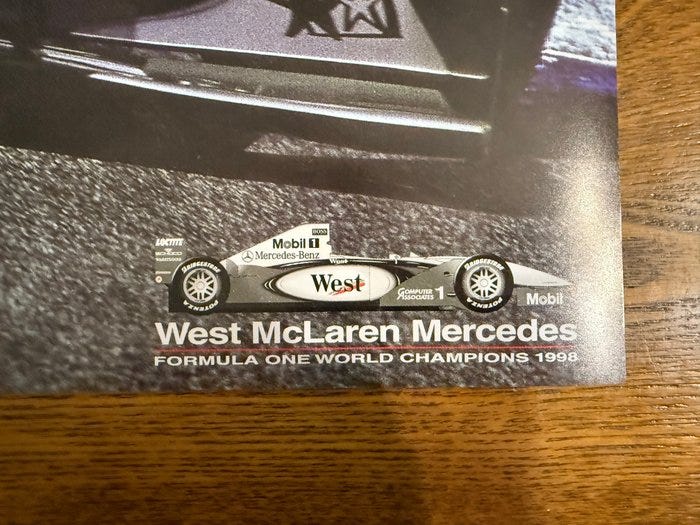 BOSS
LOCTITE
Mobil 1
Mercedes-Benz
BRIDGESTONE
West
BRIDGESTONE
COMPUTER
ASSOCIATES 1
POTENZA
POTENZA
Mobil
West McLaren Mercedes
FORMULA ONE WORLD CHAMPIONS 1998